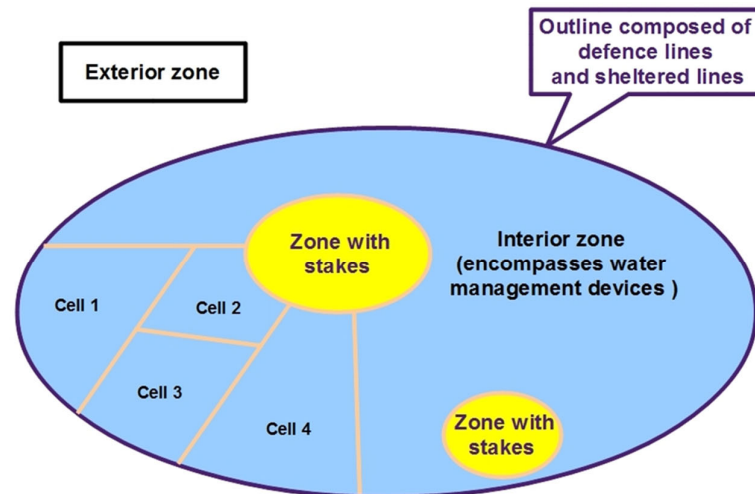 Outline composed of
defence lines
and sheltered lines
Exterior zone
Zone with
stakes
Interior zone
(encompasses water
management devices )
Cell 1
Cell 2
Cell 3
Cell 4
Zone with
stakes